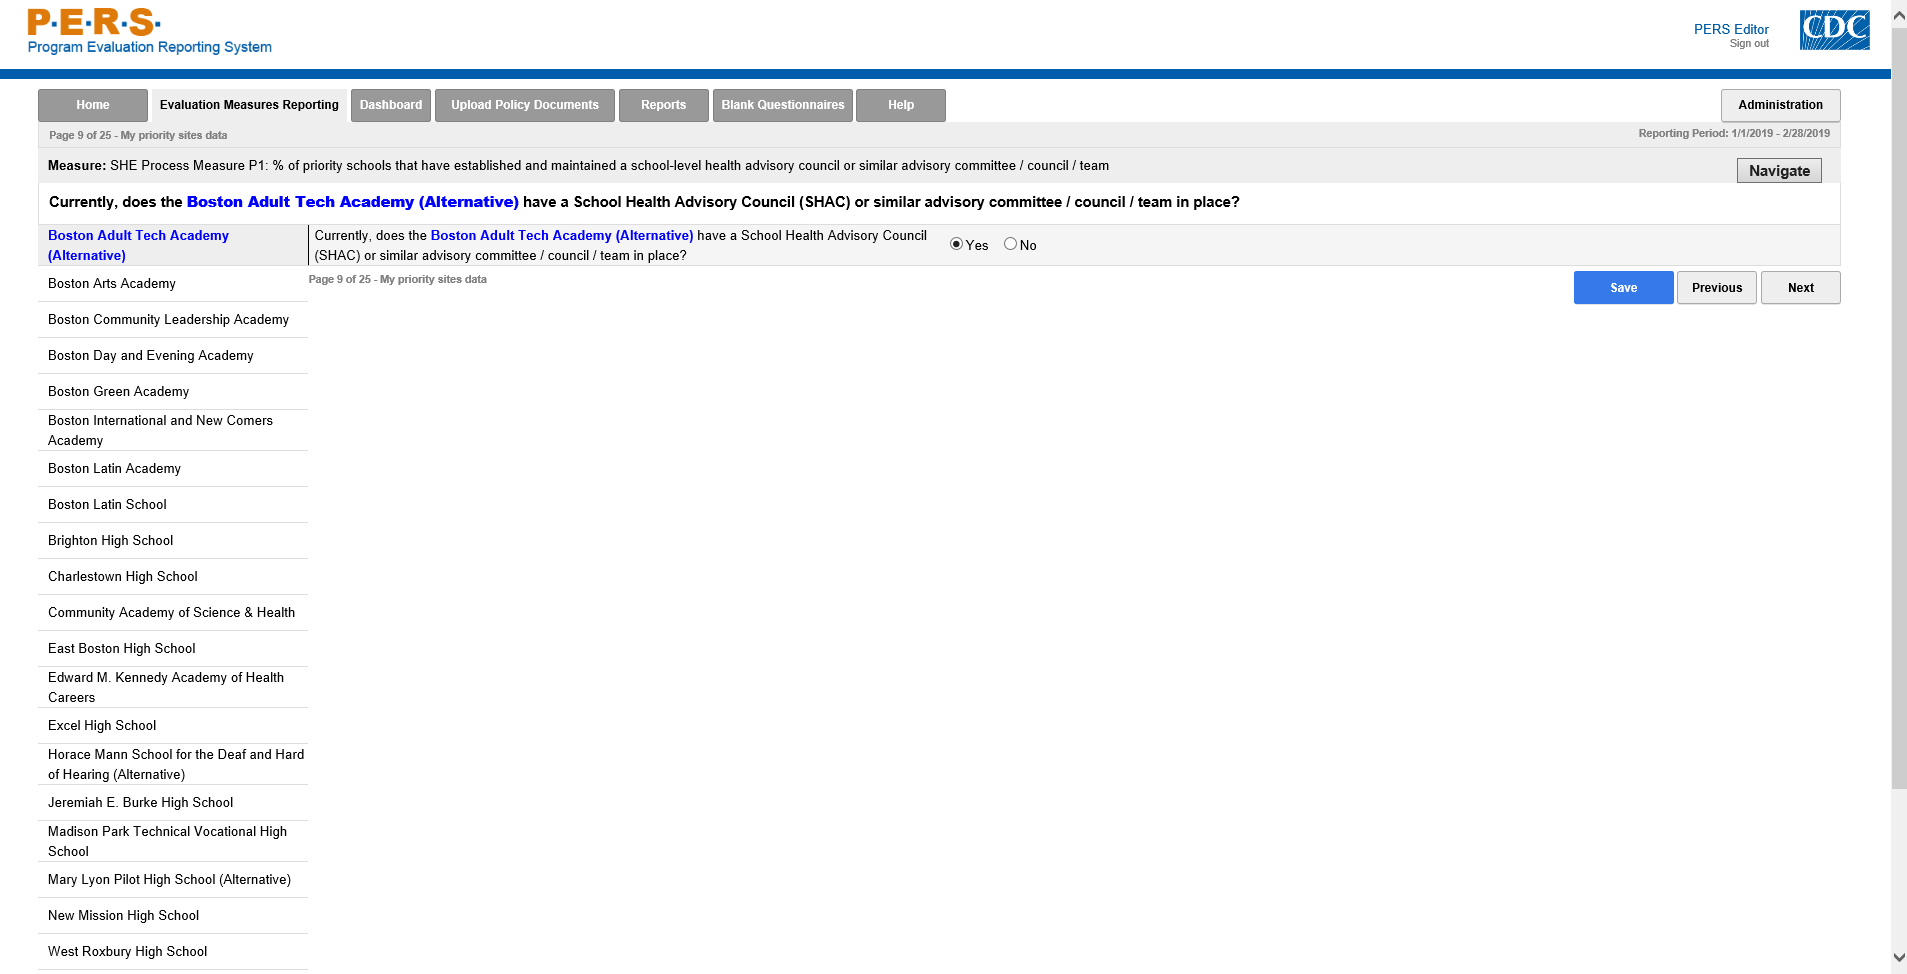 P·E·R·S·
Program Evaluation Reporting System
PERS Editor
Sign out
CDC
Home
Evaluation Measures Reporting
Dashboard
Upload Policy Documents
Reports
Blank Questionnaires
Help
Administration
Page 9 of 25 - My priority sites data
Reporting Period: 1/1/2019 - 2/28/2019
Measure: SHE Process Measure P1: % of priority schools that have established and maintained a school-level health advisory council or similar advisory committee / council / team
Navigate
Currently, does the Boston Adult Tech Academy (Alternative) have a School Health Advisory Council (SHAC) or similar advisory committee / council / team in place?
Boston Adult Tech Academy
(Alternative)
Currently, does the Boston Adult Tech Academy (Alternative) have a School Health Advisory Council
(SHAC) or similar advisory committee / council / team in place?
Yes
No
Page 9 of 25 - My priority sites data
Save
Previous
Next
Boston Arts Academy
Boston Community Leadership Academy
Boston Day and Evening Academy
Boston Green Academy
Boston International and New Comers
Academy
Boston Latin Academy
Boston Latin School
Brighton High School
Charlestown High School
Community Academy of Science & Health
East Boston High School
Edward M. Kennedy Academy of Health
Careers
Excel High School
Horace Mann School for the Deaf and Hard
of Hearing (Alternative)
Jeremiah E. Burke High School
Madison Park Technical Vocational High
School
Mary Lyon Pilot High School (Alternative)
New Mission High School
West Roxbury High School